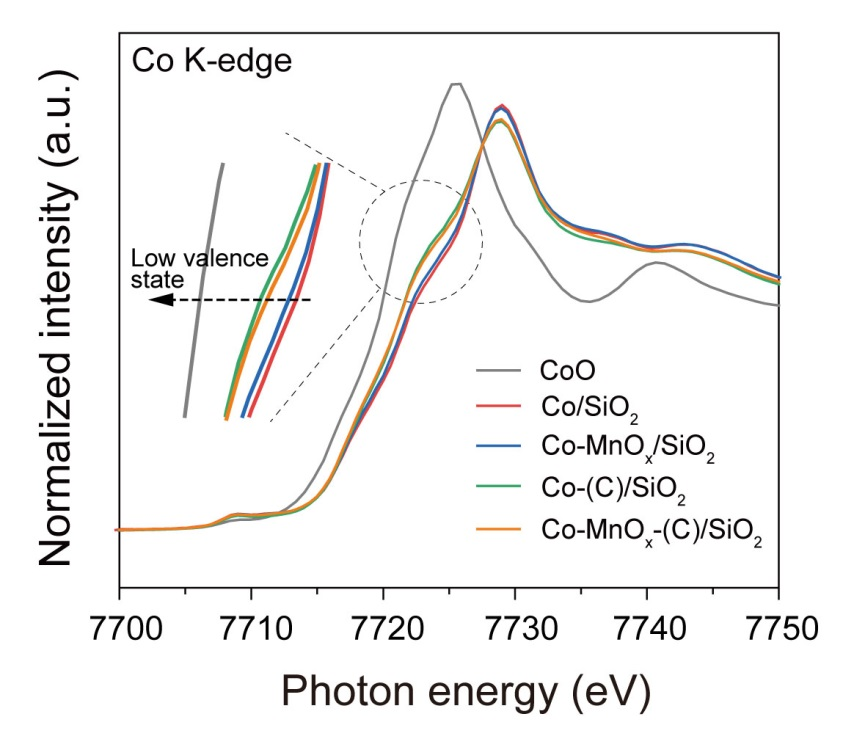 Co K-edge
Normalized intensity (a.u.)
Low valence
state
CoO
Co/SiO₂
Co-MnOₓ/SiO₂
Co-(C)/SiO₂
Co-MnOₓ-(C)/SiO₂
7700 7710 7720 7730 7740 7750
Photon energy (eV)